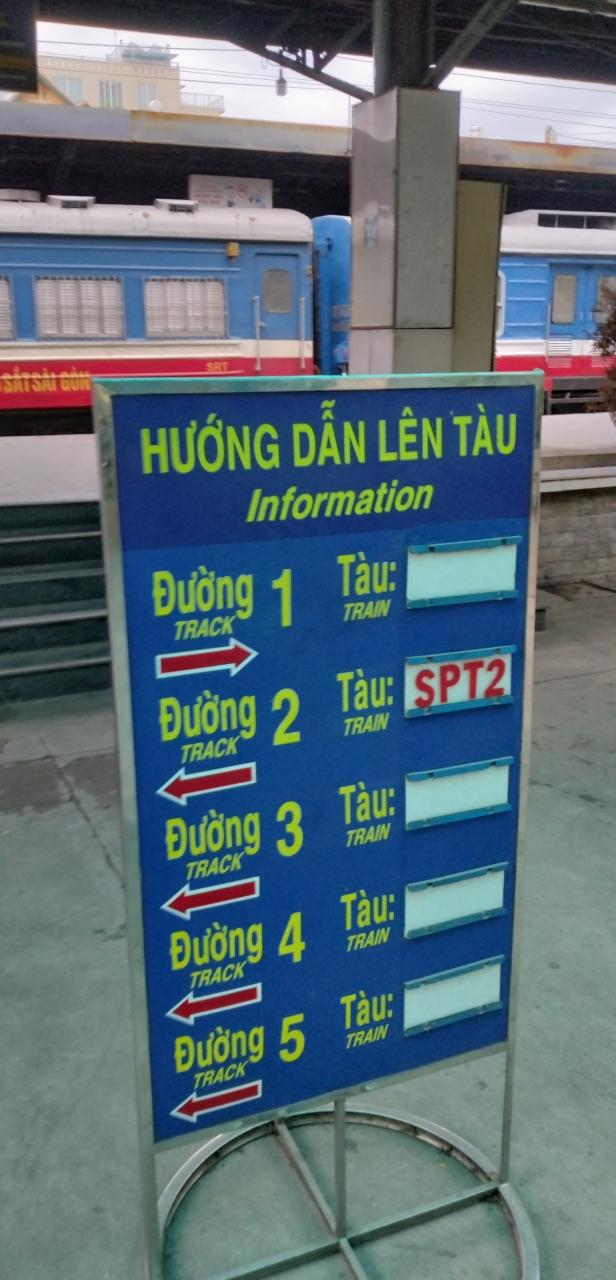 SẮT SÀI GÒN
SRT
HƯỚNG DẪN LÊN TÀU
Information
Đường 1 Tàu:
TRACK TRAIN
Đường 2 Tàu: SPT2
TRACK TRAIN
Đường 3 Tàu:
TRACK TRAIN
Đường 4 Tàu:
TRACK TRAIN
Đường 5 Tàu:
TRACK TRAIN